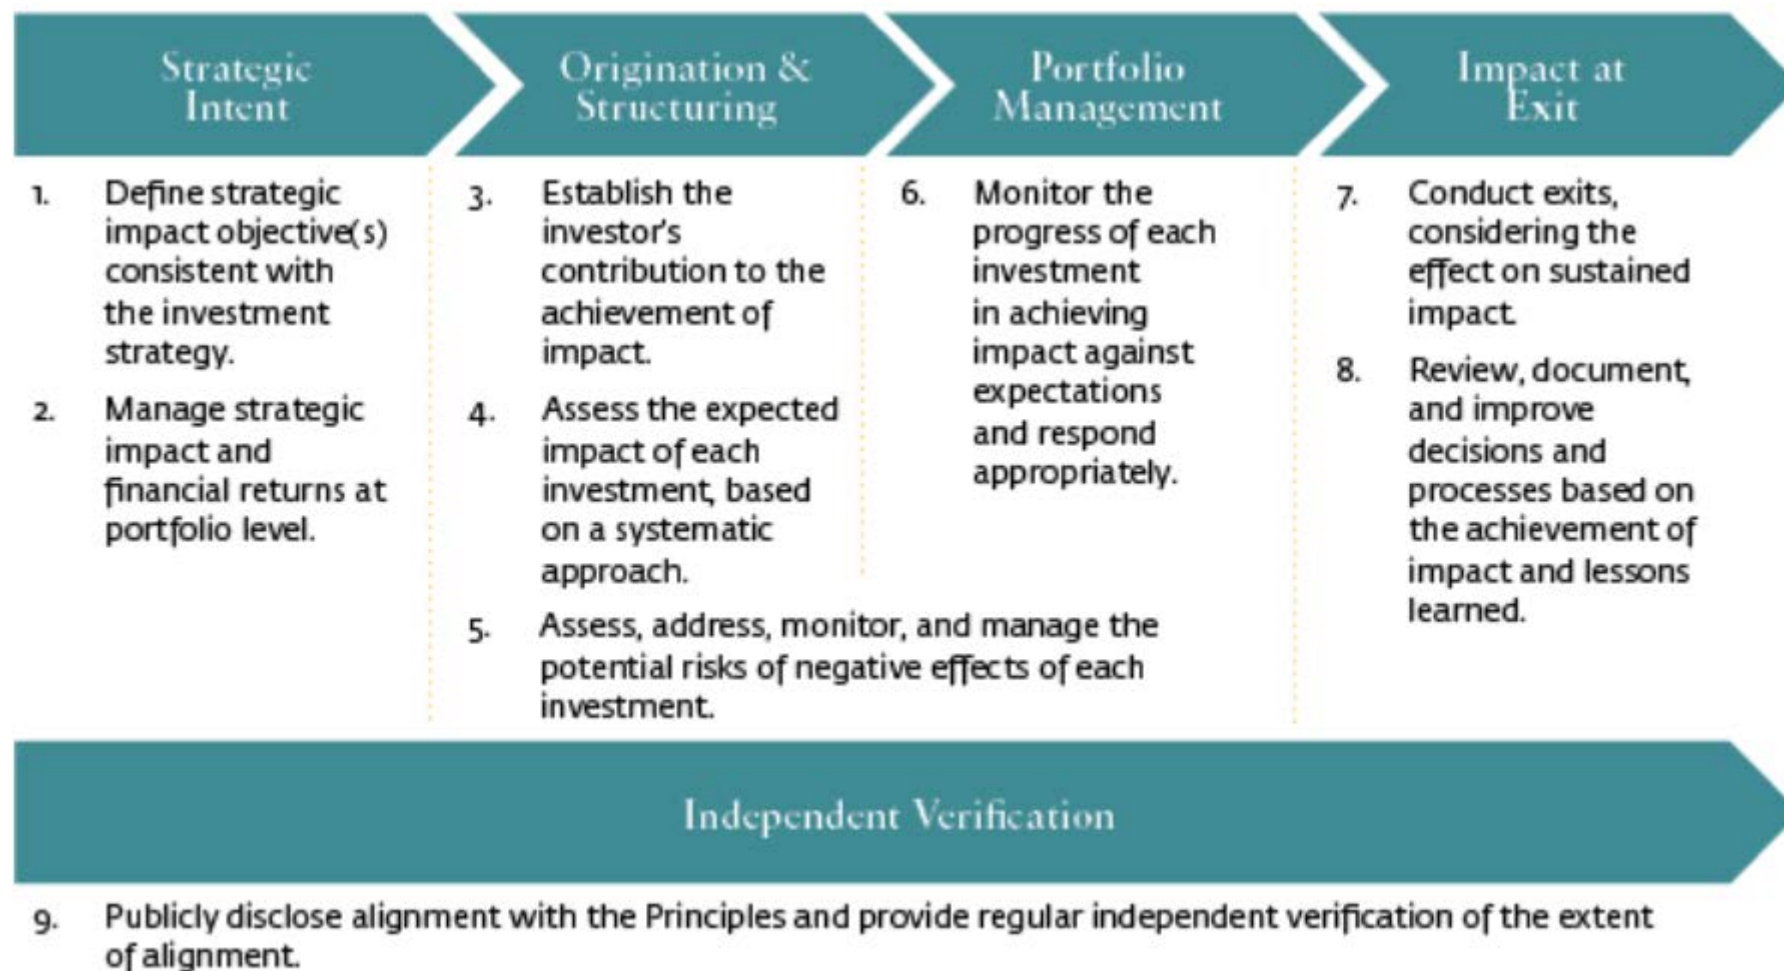 Strategic
Intent
Origination &
Structuring
Portfolio
Management
Impact at
Exit
1. Define strategic
impact objective(s)
consistent with
the investment
strategy.
2. Manage strategic
impact and
financial returns at
portfolio level.
3. Establish the
investor's
contribution to the
achievement of
impact.
4. Assess the expected
impact of each
investment, based
on a systematic
approach.
5. Assess, address, monitor, and manage the
potential risks of negative effects of each
investment.
6. Monitor the
progress of each
investment
in achieving
impact against
expectations
and respond
appropriately.
7. Conduct exits,
considering the
effect on sustained
impact.
8. Review, document,
and improve
decisions and
processes based on
the achievement of
impact and lessons
learned.
Independent Verification
9. Publicly disclose alignment with the Principles and provide regular independent verification of the extent
of alignment.